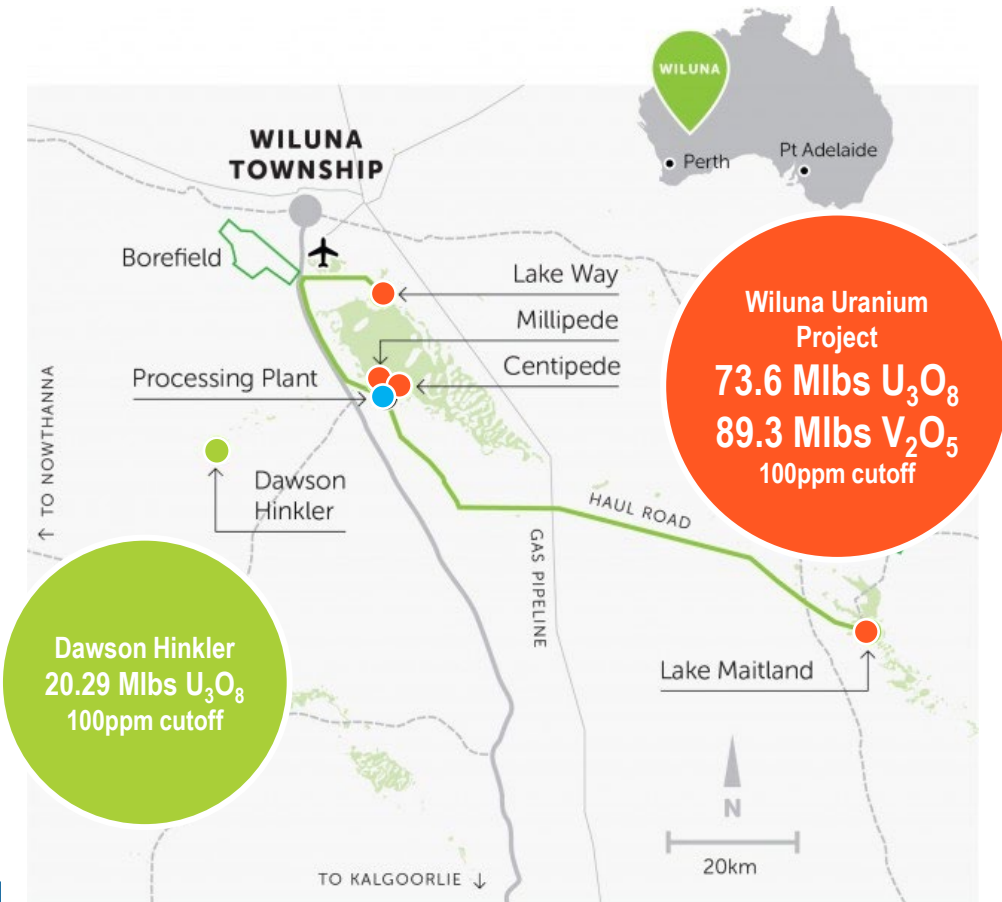 WILUNA
Perth
Pt Adelaide
WILUNA
TOWNSHIP
Borefield
Lake Way
Millipede
Centipede
Processing Plant
Wiluna Uranium
Project
73.6 Mlbs U₃O₈
89.3 Mlbs V₂O₅
100ppm cutoff
↑ TO NOWTHANNA
Dawson
Hinkler
HAUL ROAD
GAS PIPELINE
Dawson Hinkler
20.29 Mlbs U₃O₈
100ppm cutoff
Lake Maitland
N
20km
TO KALGOORLIE ↓